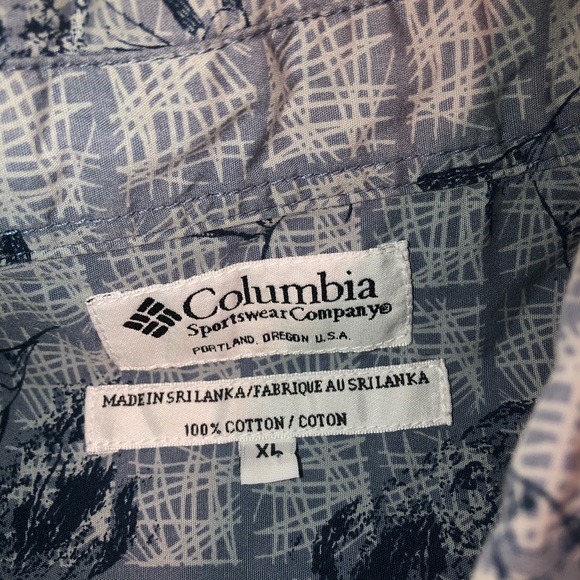 Columbia
Sportswear Company®
PORTLAND, OREGON U.S.A.
MADE IN SRI LANKA / FABRIQUE AU SRI LANKA
100% COTTON / COTON
XL